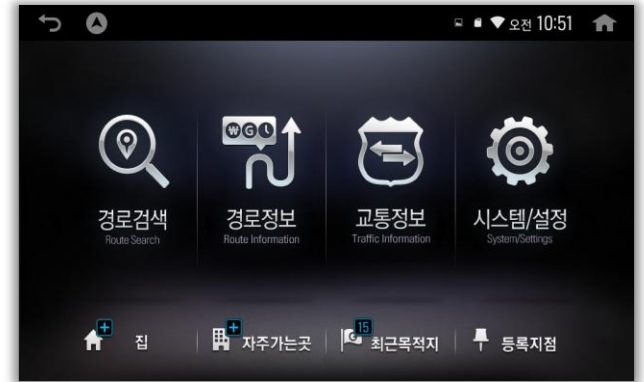 오전 10:51
₩ G
경로검색
Route Search
경로정보
Route Information
교통정보
Traffic Information
시스템/설정
System/Settings
집
자주가는곳
G
15
최근목적지
등록지점